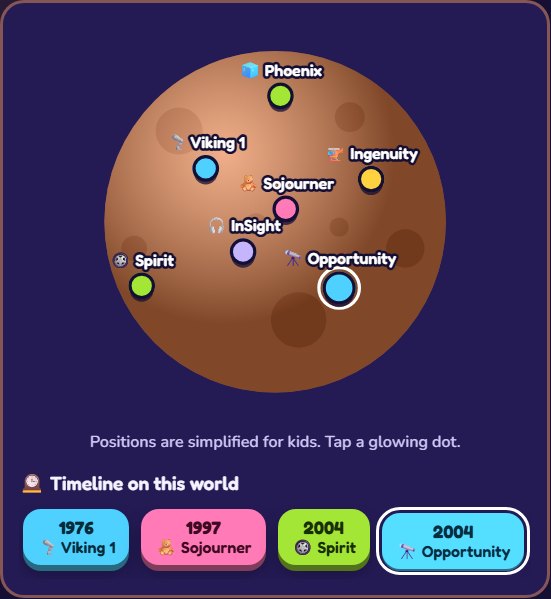 Phoenix
Viking 1
Ingenuity
Sojourner
InSight
Spirit
Opportunity
Positions are simplified for kids. Tap a glowing dot.
Timeline on this world
1976
Viking 1
1997
Sojourner
2004
Spirit
2004
Opportunity